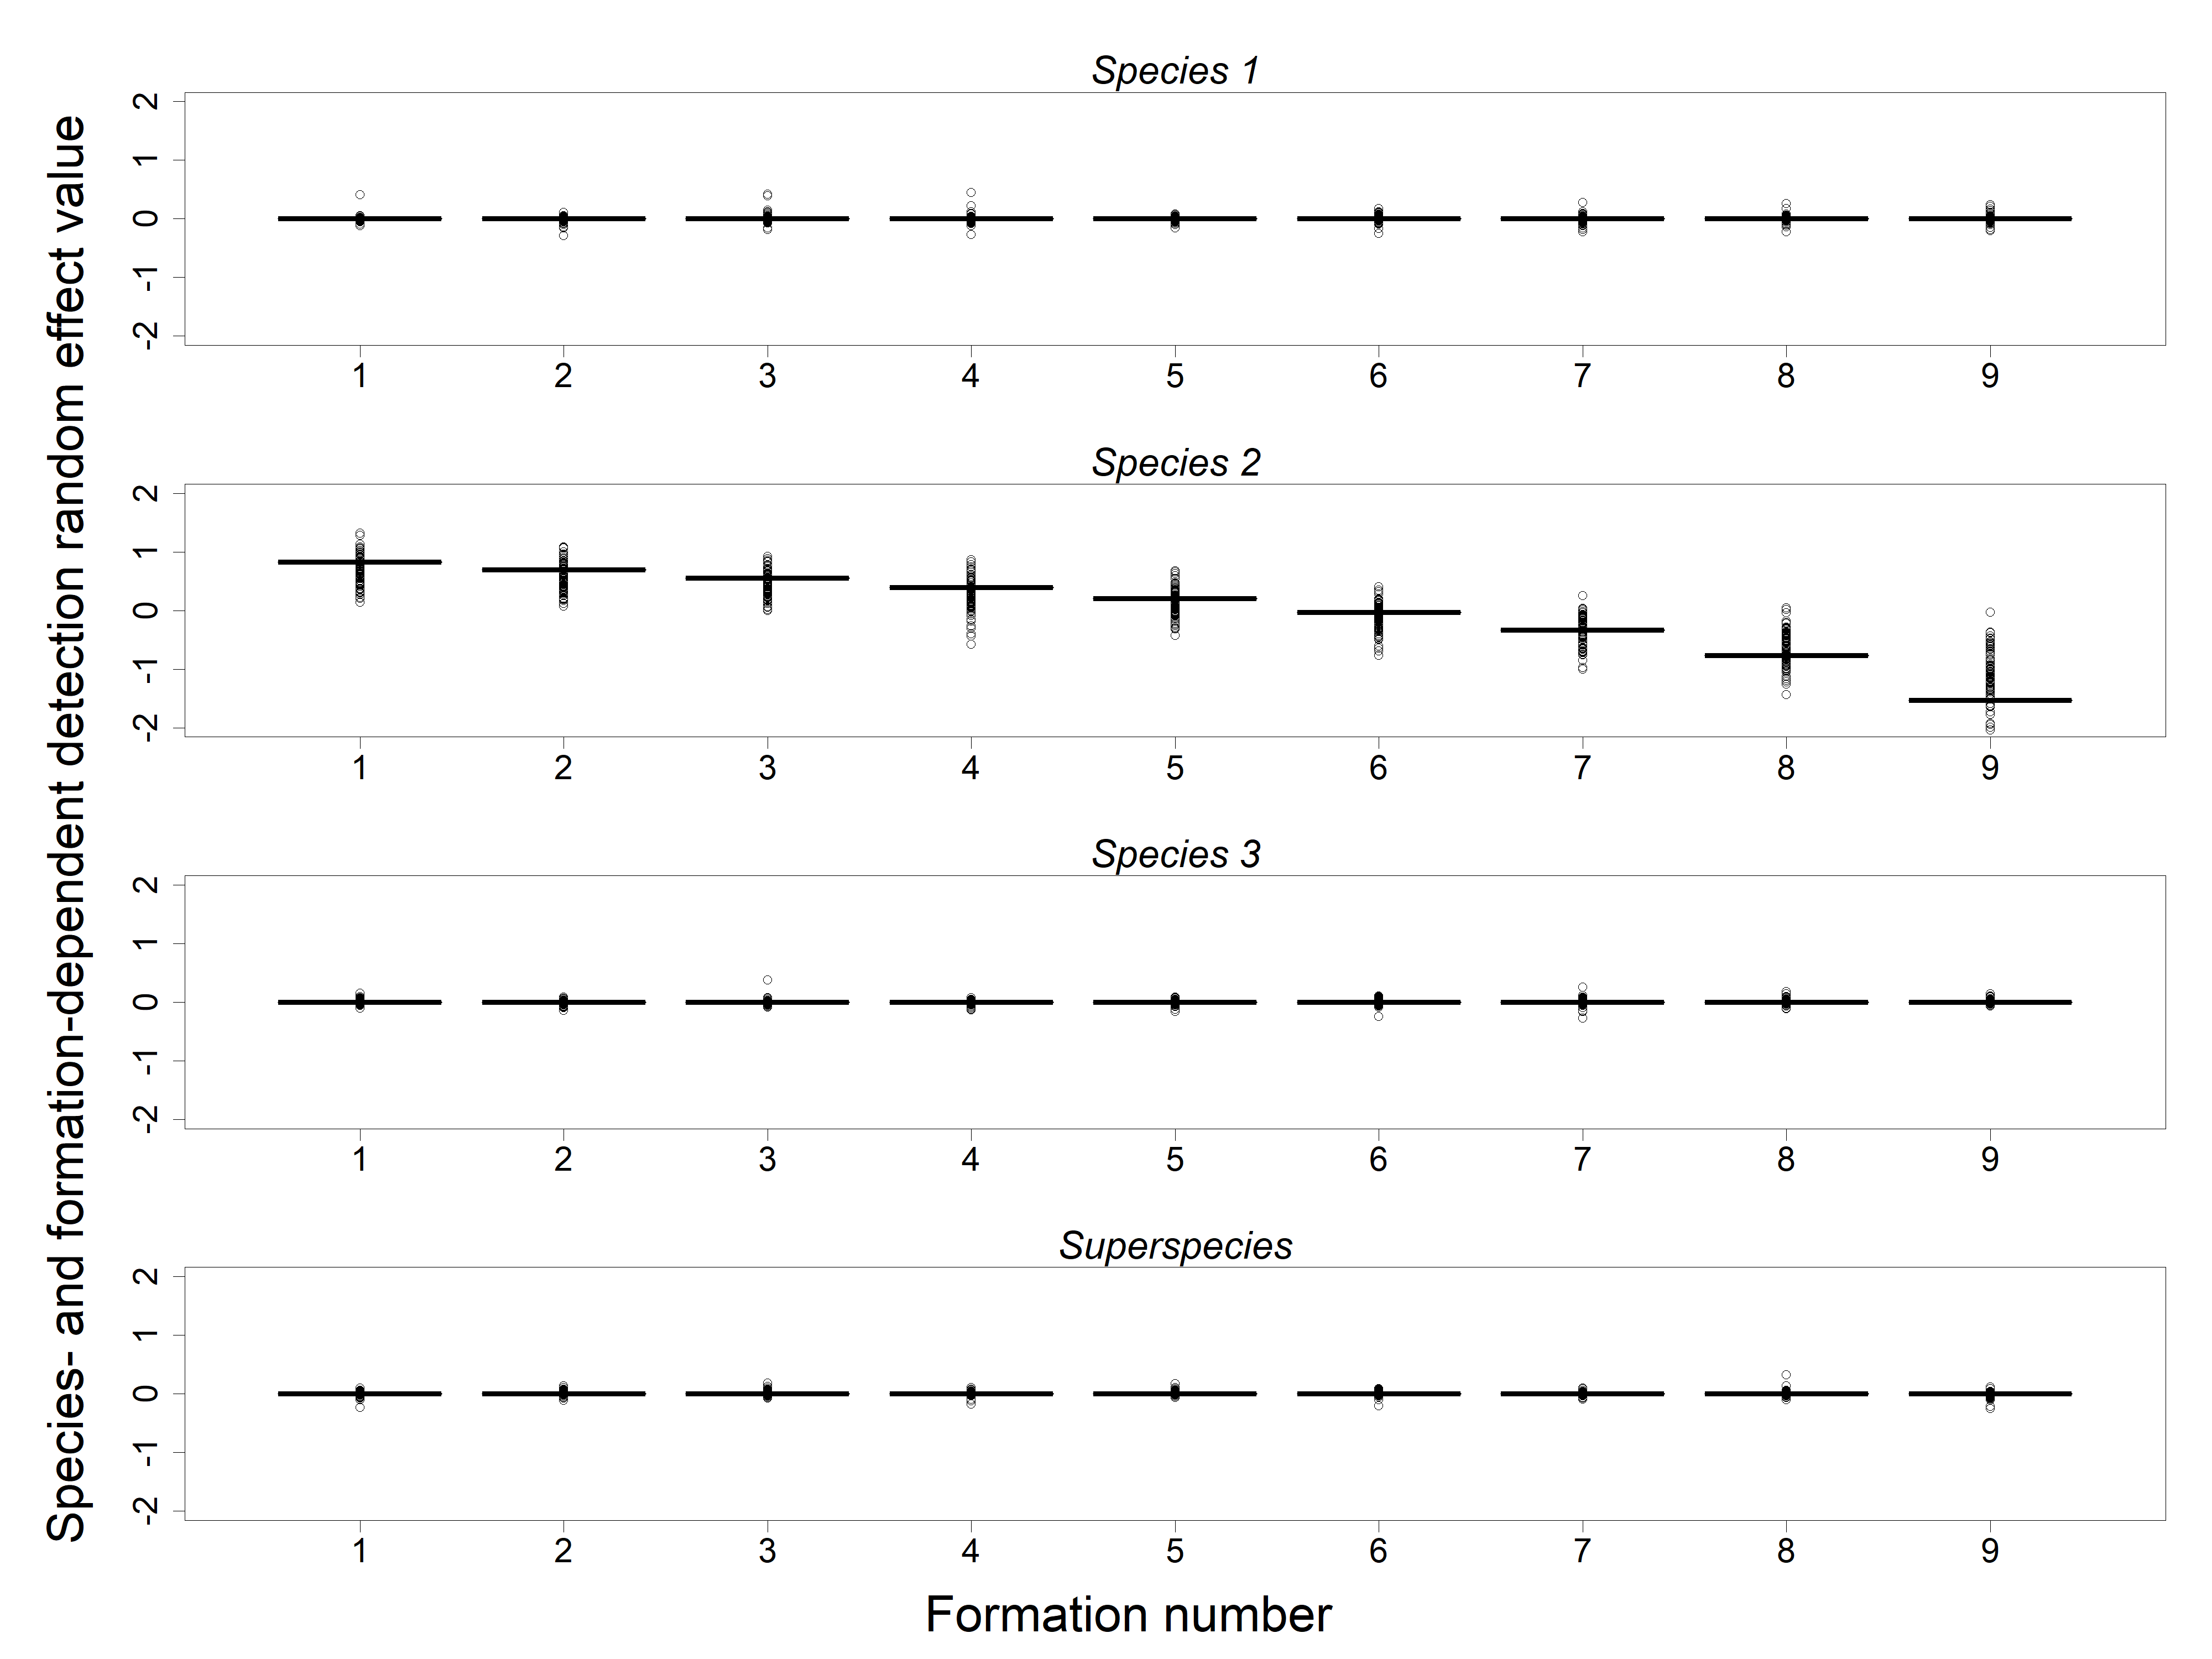 Species- and formation-dependent detection random effect value
Species 1
2
1
0
-1
-2
1 2 3 4 5 6 7 8 9
Species 2
2
1
0
-1
-2
1 2 3 4 5 6 7 8 9
Species 3
2
1
0
-1
-2
1 2 3 4 5 6 7 8 9
Superspecies
2
1
0
-1
-2
1 2 3 4 5 6 7 8 9
Formation number